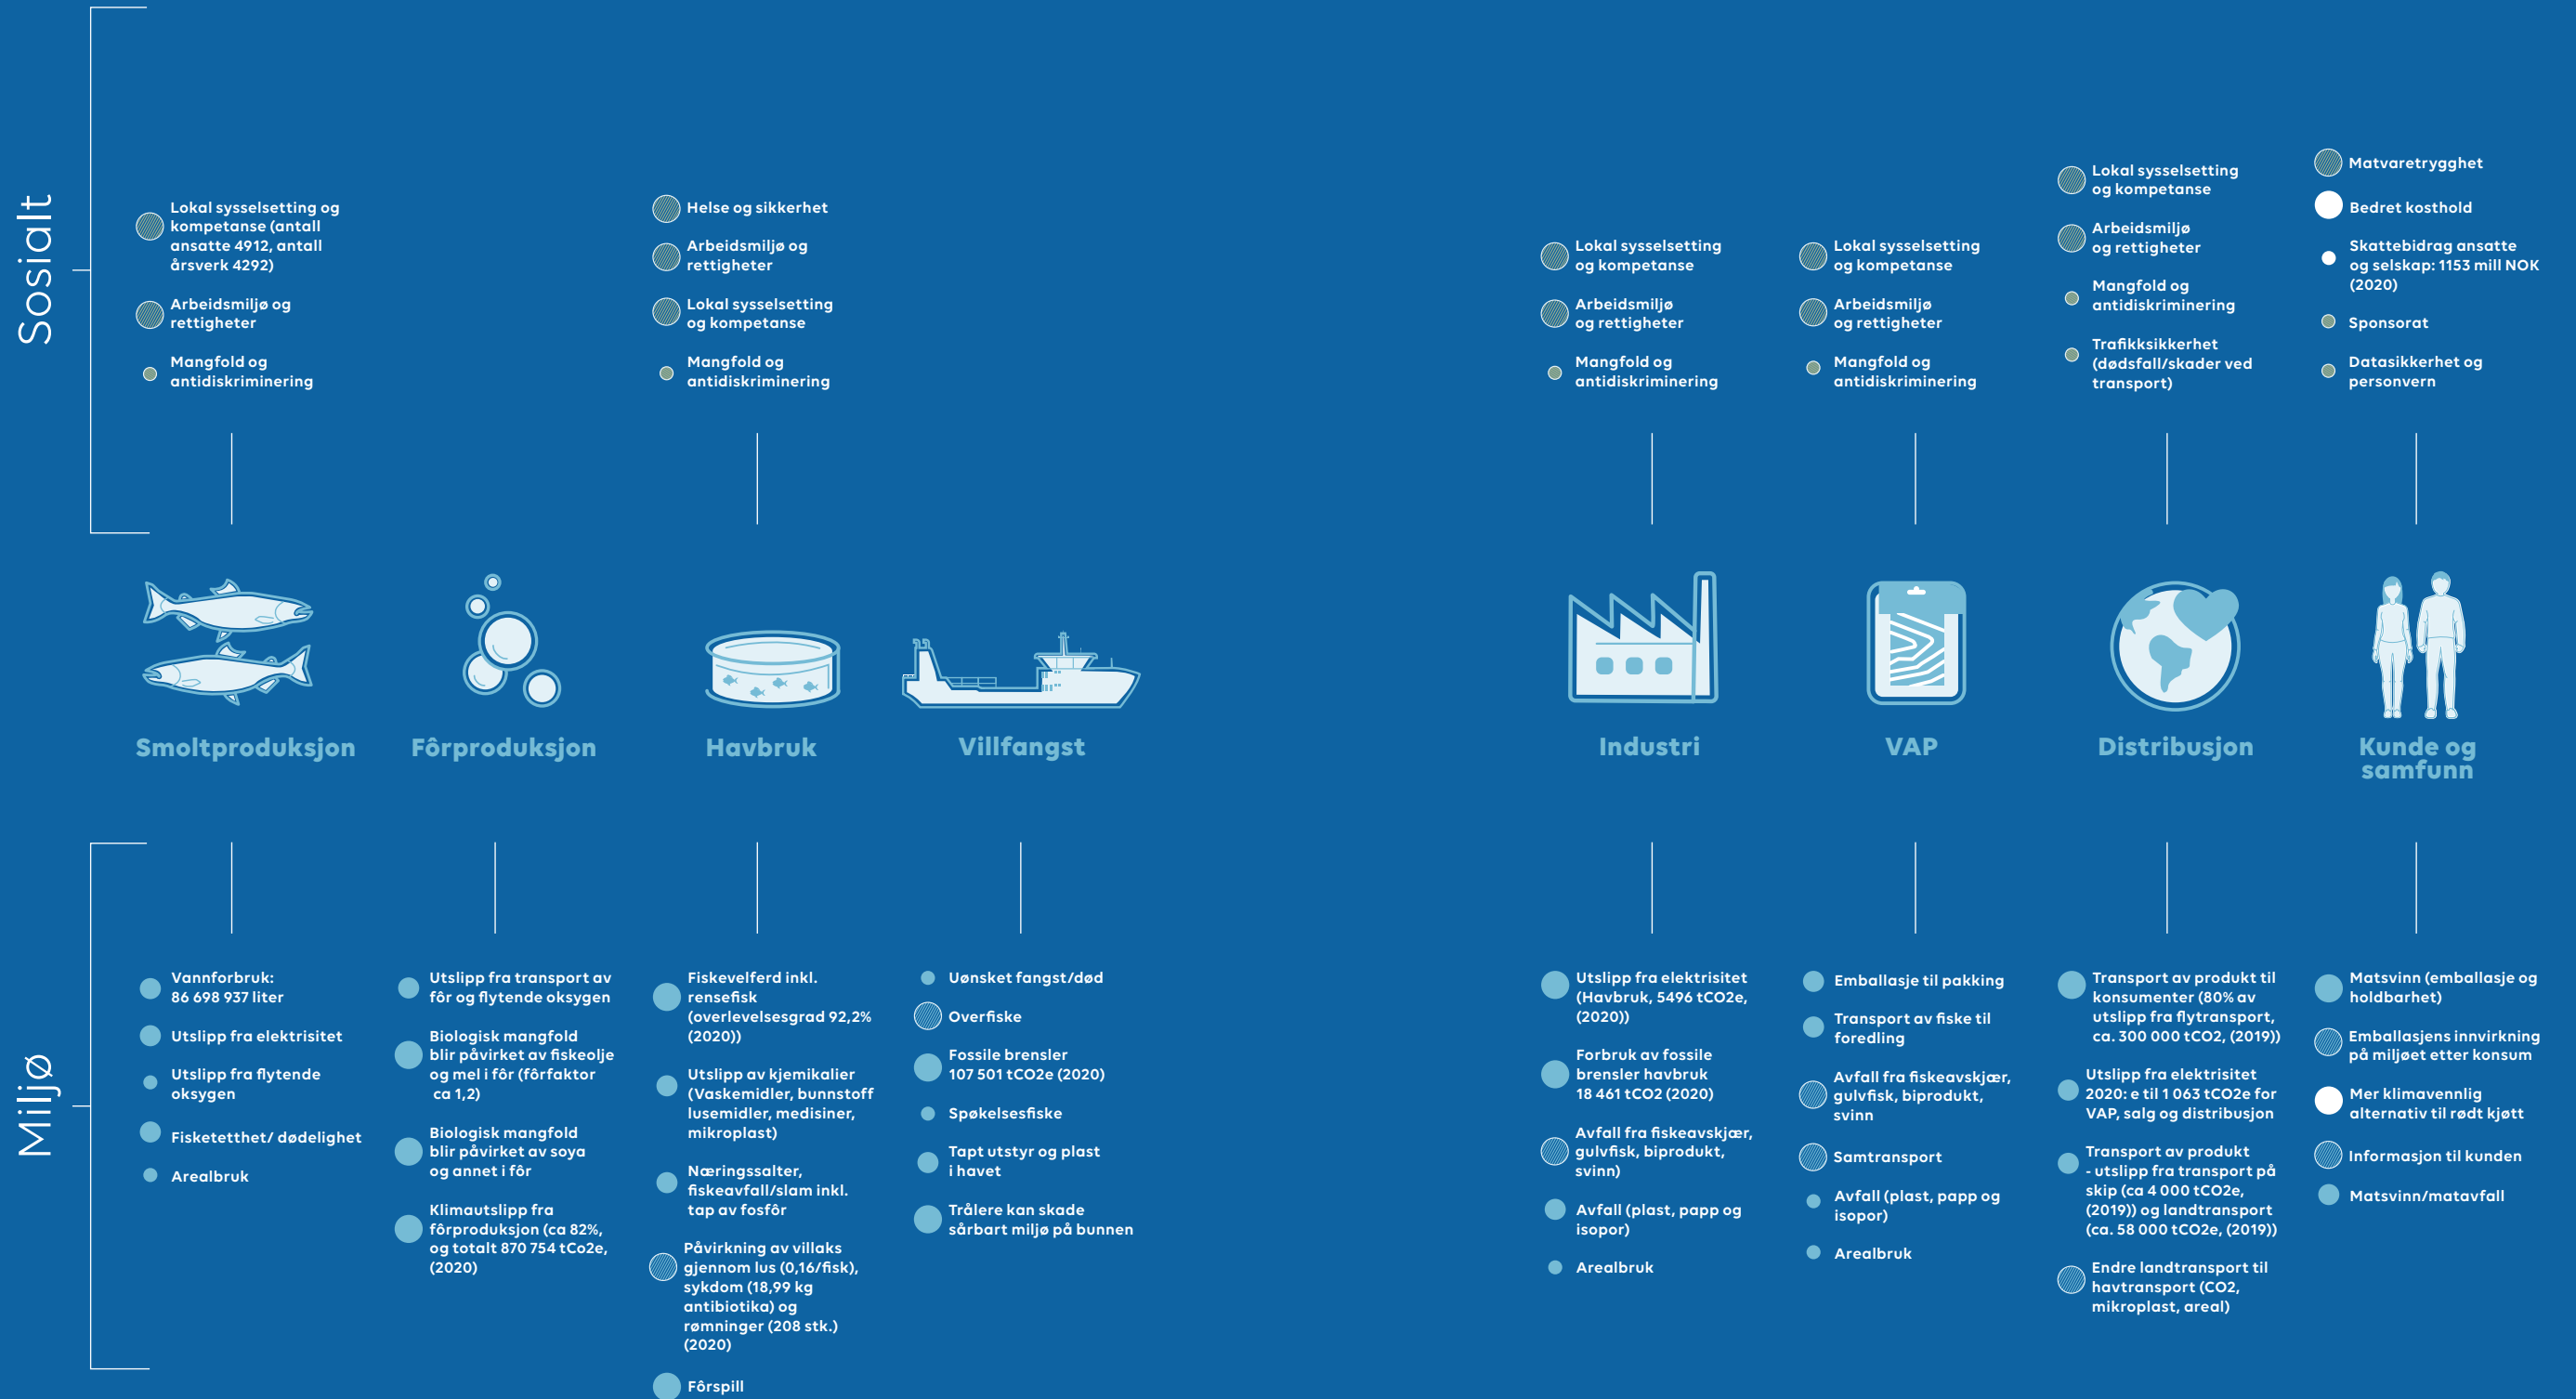 Sosialt
Lokal sysselsetting og
kompetanse (antall
ansatte 4912, antall
årsverk 4292)
Arbeidsmiljø og
rettigheter
Mangfold og
antidiskriminering
Helse og sikkerhet
Arbeidsmiljø og
rettigheter
Lokal sysselsetting
og kompetanse
Mangfold og
antidiskriminering
Lokal sysselsetting
og kompetanse
Arbeidsmiljø
og rettigheter
Mangfold og
antidiskriminering
Lokal sysselsetting
og kompetanse
Arbeidsmiljø
og rettigheter
Mangfold og
antidiskriminering
Lokal sysselsetting
og kompetanse
Arbeidsmiljø
og rettigheter
Mangfold og
antidiskriminering
Trafikksikkerhet
(dødsfall/skader ved
transport)
Matvaretrygghet
Bedret kosthold
Skattebidrag ansatte
og selskap: 1153 mill NOK
(2020)
Sponsorat
Datasikkerhet og
personvern
Smoltproduksjon
Fôrproduksjon
Havbruk
Villfangst
Industri
VAP
Distribusjon
Kunde og
samfunn
Miljø
Vannforbruk:
86 698 937 liter
Utslipp fra elektrisitet
Utslipp fra flytende
oksygen
Fisketetthet/ dødelighet
Arealbruk
Utslipp fra transport av
fôr og flytende oksygen
Biologisk mangfold
blir påvirket av fiskeolje
og mel i fôr (fôrfaktor
ca 1,2)
Biologisk mangfold
blir påvirket av soya
og annet i fôr
Klimautslipp fra
fôrproduksjon (ca 82%,
og totalt 870 754 tCo2e,
(2020)
Fiskevelferd inkl.
rensefisk
(overlevelsesgrad 92,2%
(2020))
Utslipp av kjemikalier
(Vaskemidler, bunnstoff
lusemidler, medisiner,
mikroplast)
Næringssalter,
fiskeavfall/slam inkl.
tap av fosfôr
Påvirkning av villaks
gjennom lus (0,16/fisk),
sykdom (18,99 kg
antibiotika) og
rømninger (208 stk.)
(2020)
Fôrspill
Uønsket fangst/død
Overfiske
Fossile brensler
107 501 tCO2e (2020)
Spøkelsesfiske
Tapt utstyr og plast
i havet
Trålere kan skade
sårbart miljø på bunnen
Utslipp fra elektrisitet
(Havbruk, 5496 tCO2e,
(2020))
Forbruk av fossile
brensler havbruk
18 461 tCO2 (2020)
Avfall fra fiskeavskjær,
gulvfisk, biprodukt,
svinn)
Avfall (plast, papp og
isopor)
Arealbruk
Emballasje til pakking
Transport av fiske til
foredling
Avfall fra fiskeavskjær,
gulvfisk, biprodukt,
svinn
Samtransport
Avfall (plast, papp og
isopor)
Arealbruk
Transport av produkt til
konsumenter (80% av
utslipp fra flytransport,
ca. 300 000 tCO2, (2019))
Utslipp fra elektrisitet
2020: e til 1 063 tCO2e for
VAP, salg og distribusjon
Transport av produkt
- utslipp fra transport på
skip (ca 4 000 tCO2e,
(2019)) og landtransport
(ca. 58 000 tCO2e, (2019))
Endre landtransport til
havtransport (CO2,
mikroplast, areal)
Matsvinn (emballasje og
holdbarhet)
Emballasjens innvirkning
på miljøet etter konsum
Mer klimavennlig
alternativ til rødt kjøtt
Informasjon til kunden
Matsvinn/matavfall